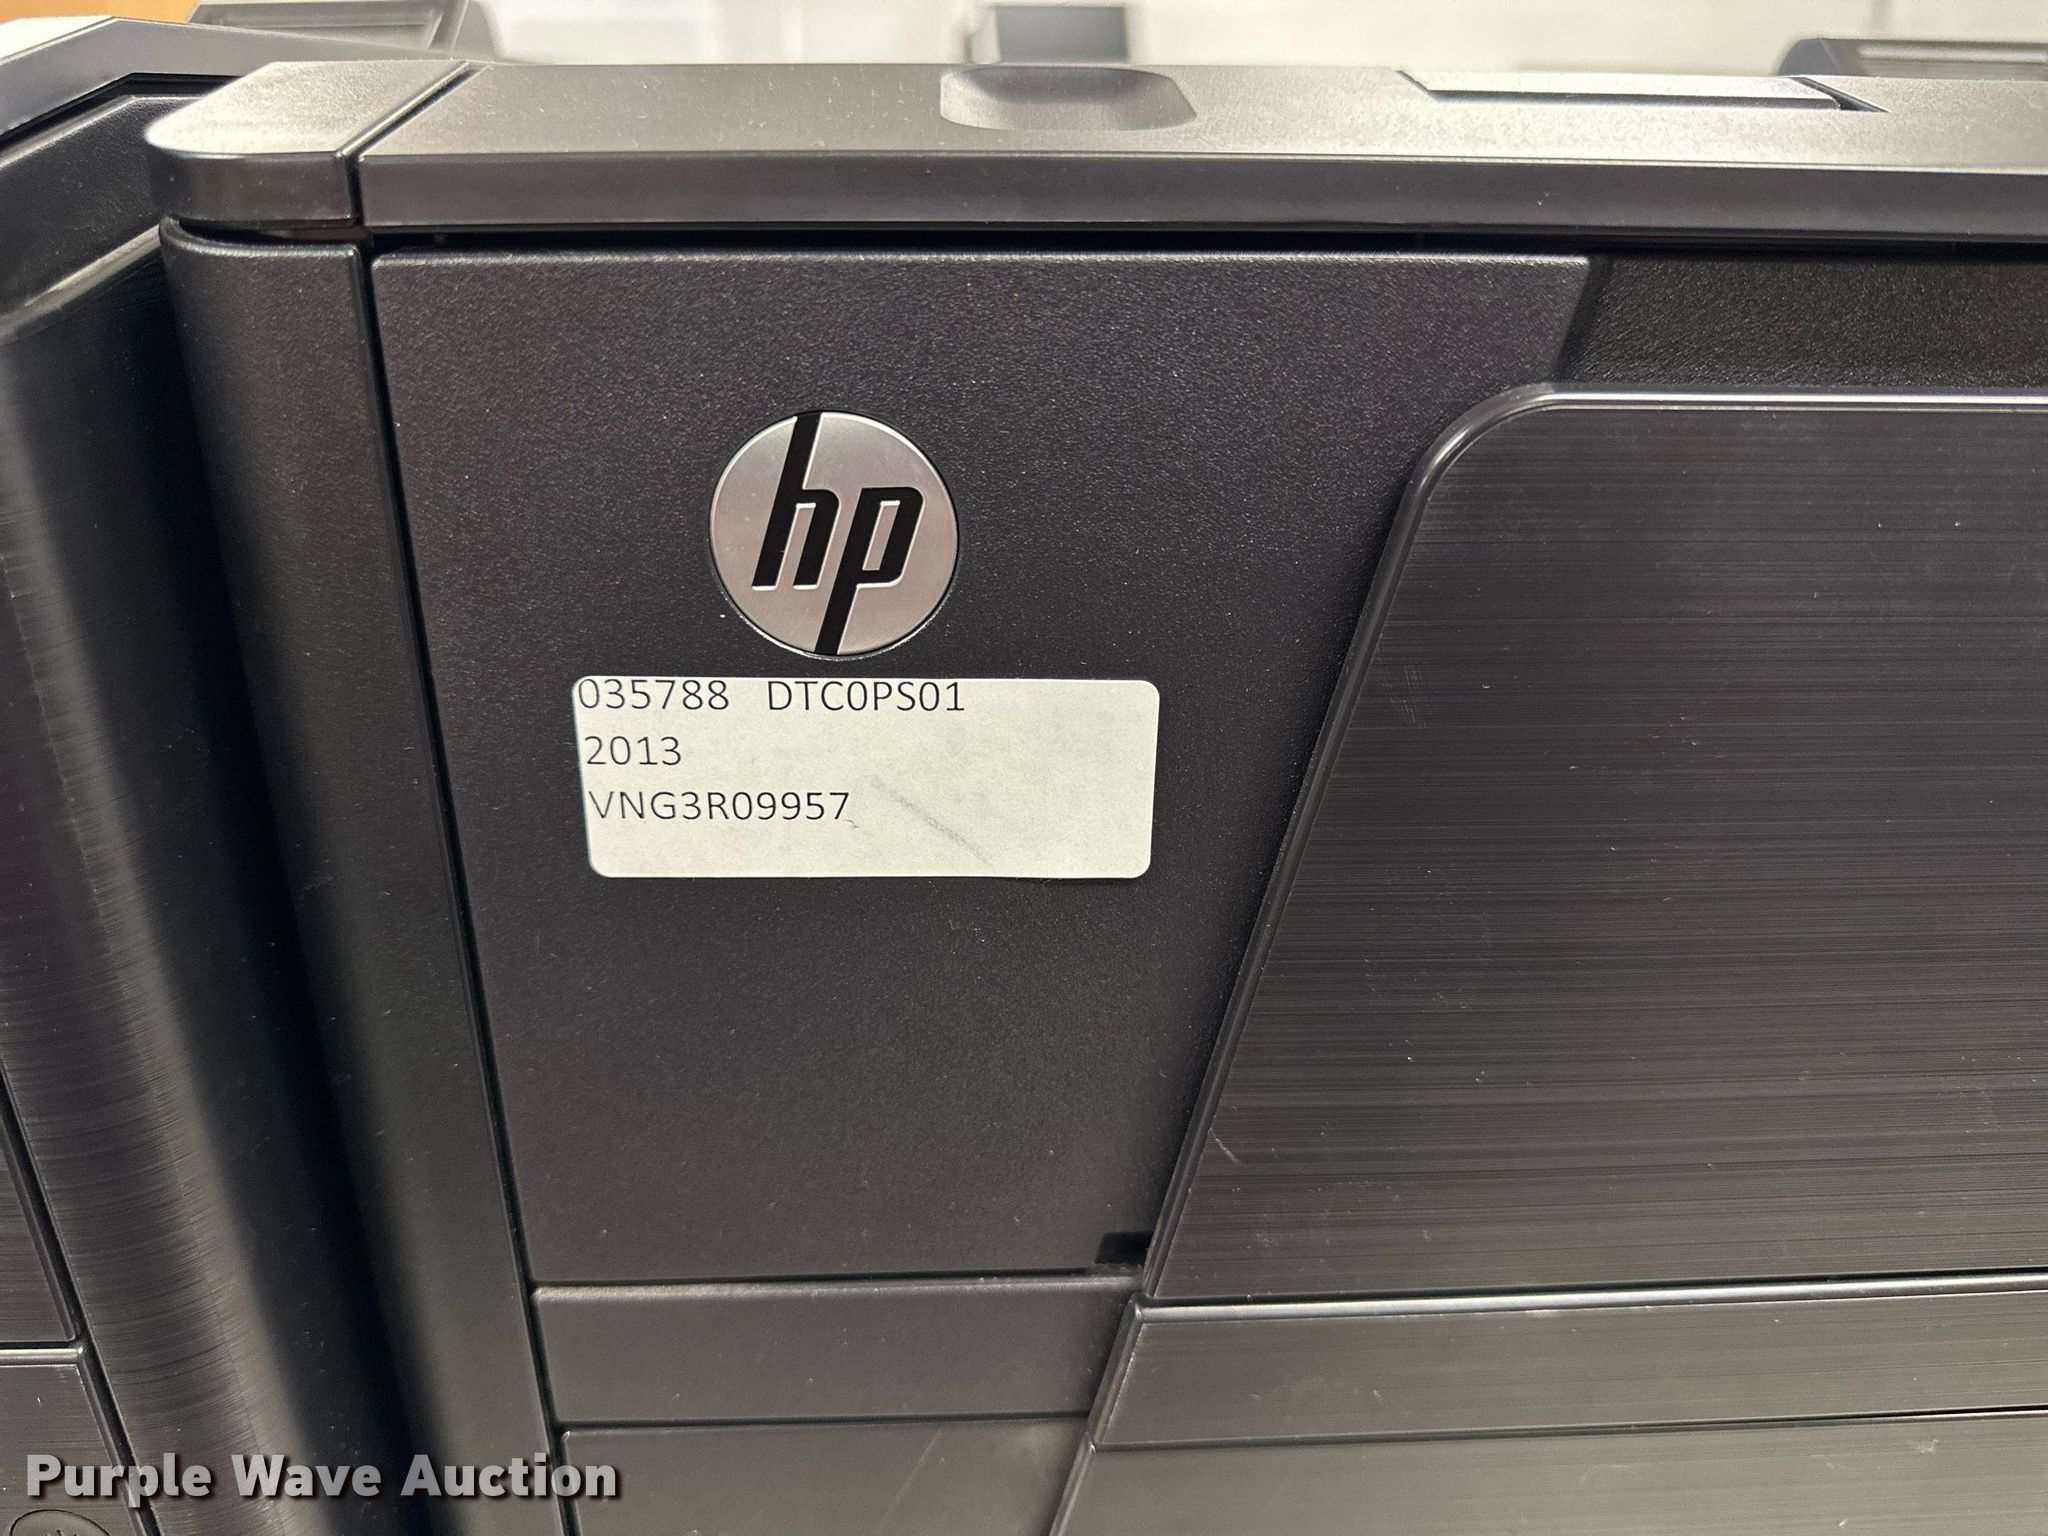 hp
035788 DTC0PS01
2013
VNG3R09957
Purple Wave Auction